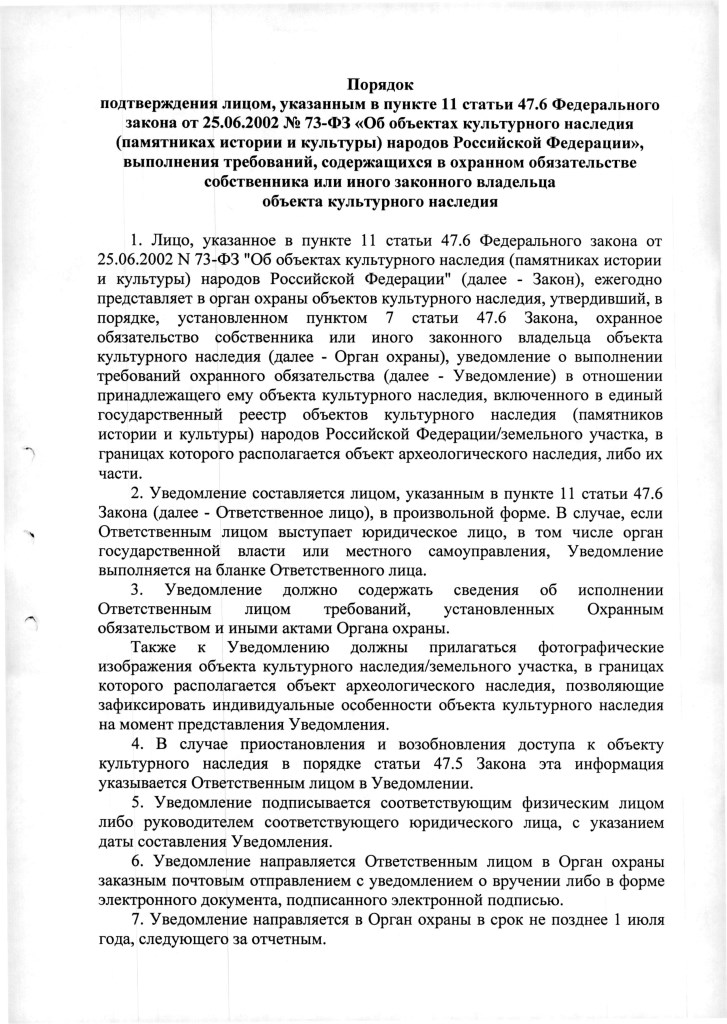 Порядок
подтверждения лицом, указанным в пункте 11 статьи 47.6 Федерального
закона от 25.06.2002 № 73-ФЗ «Об объектах культурного наследия
(памятниках истории и культуры) народов Российской Федерации»,
выполнения требований, содержащихся в охранном обязательстве
собственника или иного законного владельца
объекта культурного наследия
1. Лицо, указанное в пункте 11 статьи 47.6 Федерального закона от
25.06.2002 N 73-ФЗ "Об объектах культурного наследия (памятниках истории
и культуры) народов Российской Федерации" (далее - Закон), ежегодно
представляет в орган охраны объектов культурного наследия, утвердивший, в
порядке, установленном пунктом 7 статьи 47.6 Закона, охранное
обязательство собственника или иного законного владельца объекта
культурного наследия (далее - Орган охраны), уведомление о выполнении
требований охранного обязательства (далее - Уведомление) в отношении
принадлежащего ему объекта культурного наследия, включенного в единый
государственный реестр объектов культурного наследия (памятников
истории и культуры) народов Российской Федерации/земельного участка, в
границах которого располагается объект археологического наследия, либо их
части.
2. Уведомление составляется лицом, указанным в пункте 11 статьи 47.6
Закона (далее - Ответственное лицо), в произвольной форме. В случае, если
Ответственным лицом выступает юридическое лицо, в том числе орган
государственной власти или местного самоуправления, Уведомление
выполняется на бланке Ответственного лица.
3. Уведомление должно содержать сведения об исполнении
Ответственным лицом требований, установленных Охранным
обязательством и иными актами Органа охраны.
Также к Уведомлению должны прилагаться фотографические
изображения объекта культурного наследия/земельного участка, в границах
которого располагается объект археологического наследия, позволяющие
зафиксировать индивидуальные особенности объекта культурного наследия
на момент представления Уведомления.
4. В случае приостановления и возобновления доступа к объекту
культурного наследия в порядке статьи 47.5 Закона эта информация
указывается Ответственным лицом в Уведомлении.
5. Уведомление подписывается соответствующим физическим лицом
либо руководителем соответствующего юридического лица, с указанием
даты составления Уведомления.
6. Уведомление направляется Ответственным лицом в Орган охраны
заказным почтовым отправлением с уведомлением о вручении либо в форме
электронного документа, подписанного электронной подписью.
7. Уведомление направляется в Орган охраны в срок не позднее 1 июля
года, следующего за отчетным.